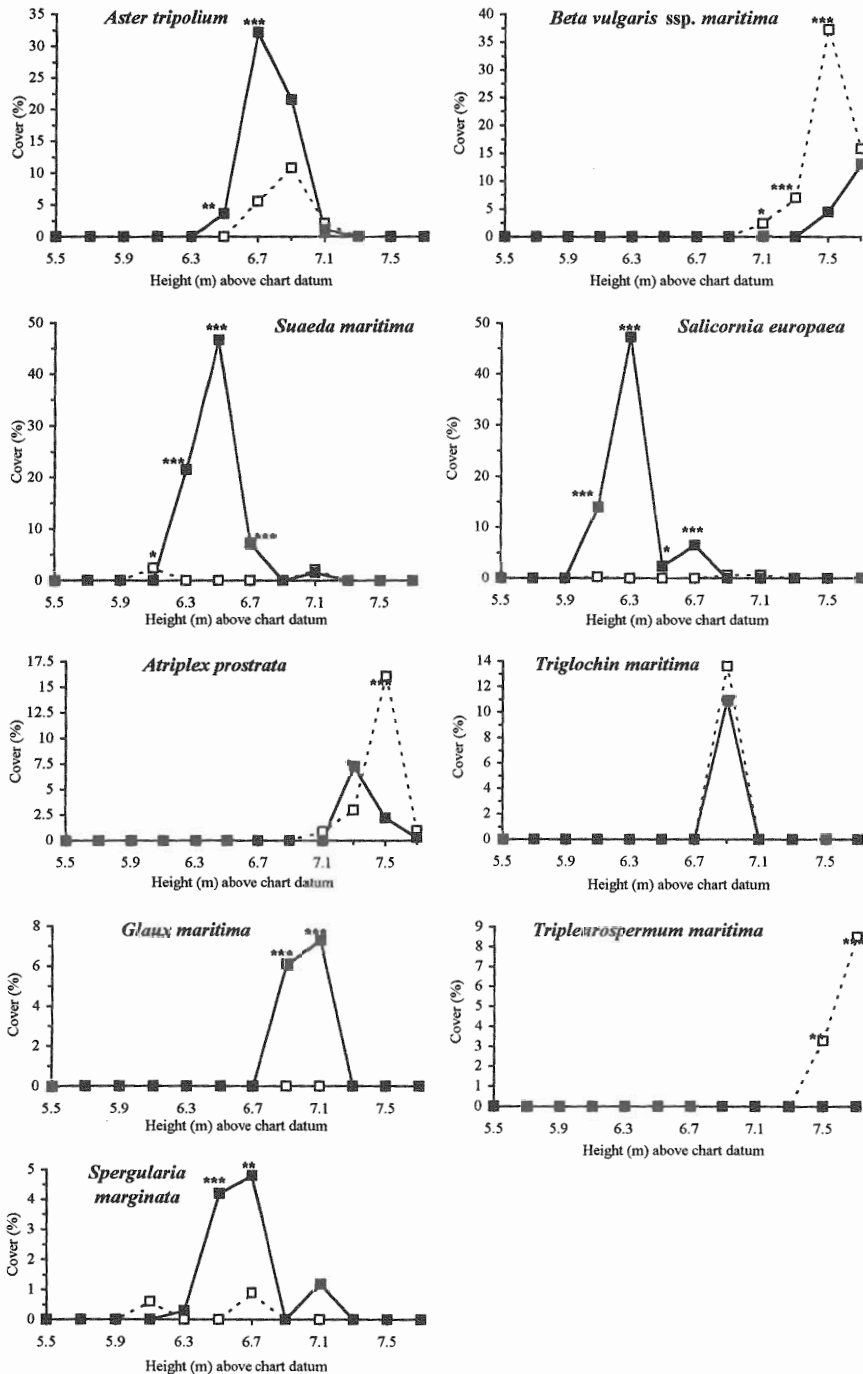 Aster tripolium
***
**
35
30
25
20
15
10
5
0
Cover (%)
5.5 5.9 6.3 6.7 7.1 7.5
Height (m) above chart datum
Beta vulgaris ssp. maritima
***
***
*
40
35
30
25
20
15
10
5
0
Cover (%)
5.5 5.9 6.3 6.7 7.1 7.5
Height (m) above chart datum
Suaeda maritima
***
***
***
*
50
40
30
20
10
0
Cover (%)
5.5 5.9 6.3 6.7 7.1 7.5
Height (m) above chart datum
Salicornia europaea
***
***
*
***
50
40
30
20
10
0
Cover (%)
5.5 5.9 6.3 6.7 7.1 7.5
Height (m) above chart datum
Atriplex prostrata
***
17.5
15
12.5
10
7.5
5
2.5
0
Cover (%)
5.5 5.9 6.3 6.7 7.1 7.5
Height (m) above chart datum
Triglochin maritima
14
12
10
8
6
4
2
0
Cover (%)
5.5 5.9 6.3 6.7 7.1 7.5
Height (m) above chart datum
Glaux maritima
***
***
8
6
4
2
0
Cover (%)
5.5 5.9 6.3 6.7 7.1 7.5
Height (m) above chart datum
Tripleurospermum maritima
***
**
9
8
7
6
5
4
3
2
1
0
Cover (%)
5.5 5.9 6.3 6.7 7.1 7.5
Height (m) above chart datum
Spergularia
marginata
***
**
5
4
3
2
1
0
Cover (%)
5.5 5.9 6.3 6.7 7.1 7.5
Height (m) above chart datum